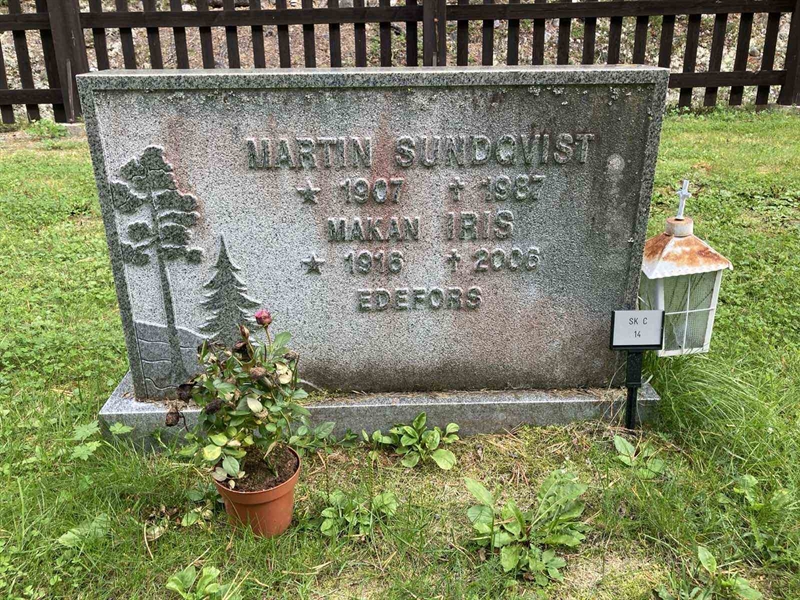 MARTIN SUNDQVIST
★ 1907 ✝ 1987
MAKAN IRIS
★ 1916 ✝ 2006
EDEFORS
SK C
14